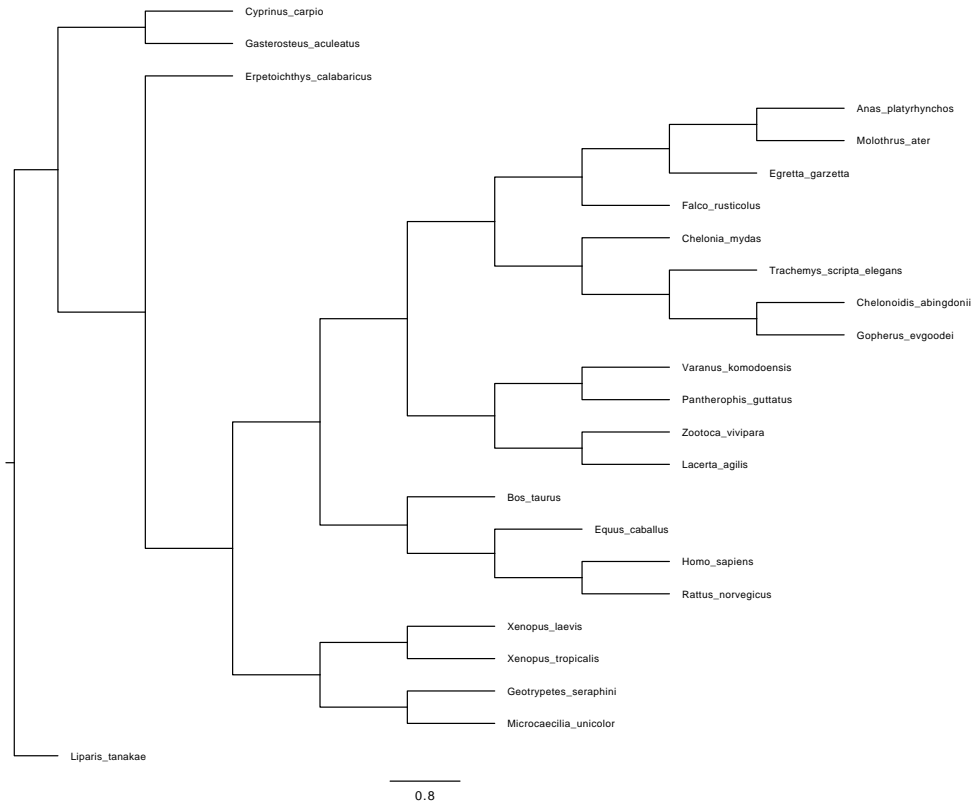 Cyprinus_carpio
Gasterosteus_aculeatus
Erpetoichthys_calabaricus
Anas_platyrhynchos
Molothrus_ater
Egretta_garzetta
Falco_rusticolus
Chelonia_mydas
Trachemys_scripta_elegans
Chelonoidis_abingdonii
Gopherus_evgoodei
Varanus_komodoensis
Pantherophis_guttatus
Zootoca_vivipara
Lacerta_agilis
Bos_taurus
Equus_caballus
Homo_sapiens
Rattus_norvegicus
Xenopus_laevis
Xenopus_tropicalis
Geotrypetes_seraphini
Microcaecilia_unicolor
Liparis_tanakae
0.8